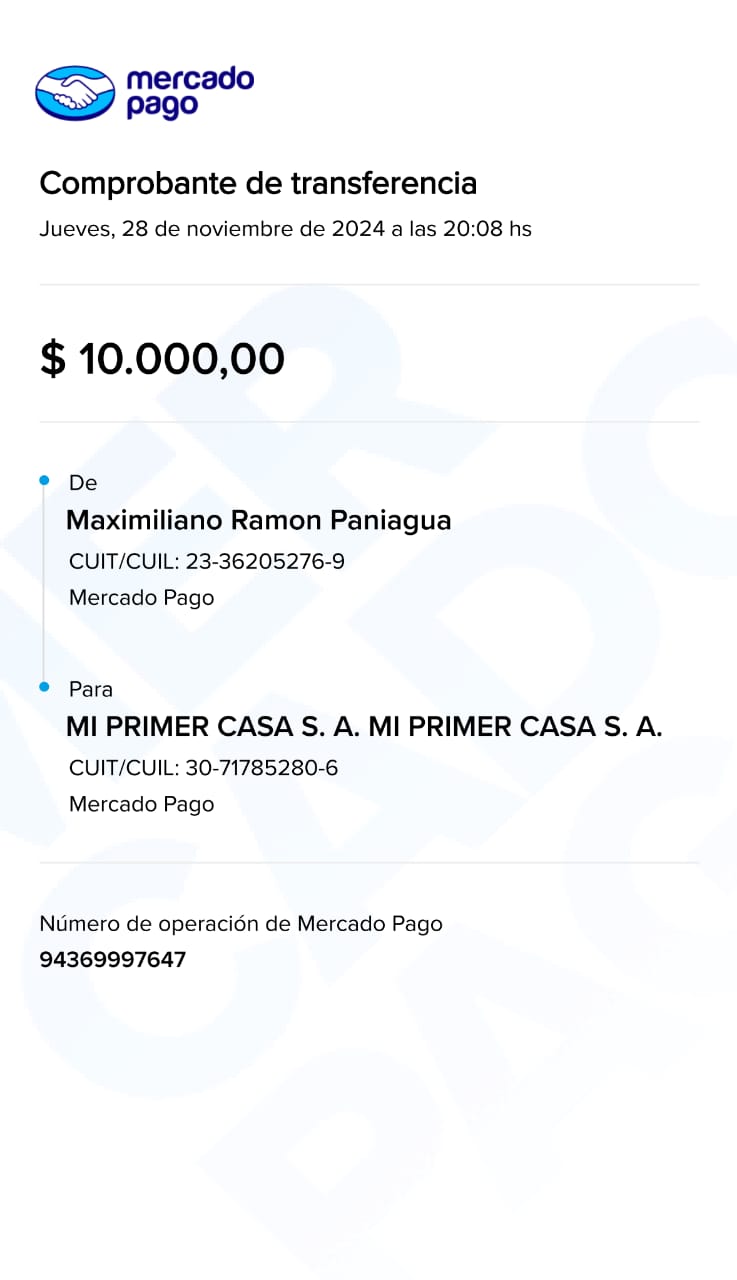 mercado
pago
Comprobante de transferencia
Jueves, 28 de noviembre de 2024 a las 20:08 hs
$ 10.000,00
De
Maximiliano Ramon Paniagua
CUIT/CUIL: 23-36205276-9
Mercado Pago
Para
MI PRIMER CASA S. A. MI PRIMER CASA S. A.
CUIT/CUIL: 30-71785280-6
Mercado Pago
Número de operación de Mercado Pago
94369997647